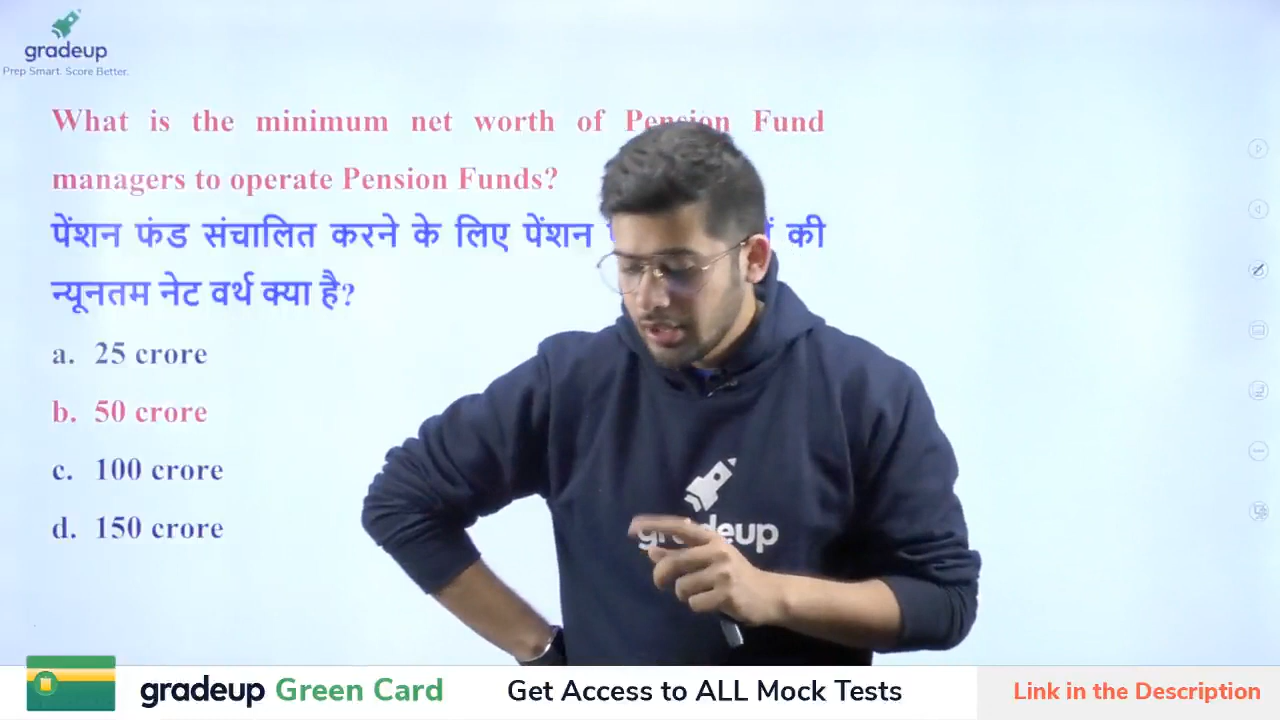 gradeup
Prep Smart. Score Better.
What is the minimum net worth of Pension Fund
managers to operate Pension Funds?
पेंशन फंड संचालित करने के लिए पेंशन की
न्यूनतम नेट वर्थ क्या है?
a. 25 crore
b. 50 crore
c. 100 crore
d. 150 crore
gradeup
gradeup Green Card Get Access to ALL Mock Tests Link in the Description